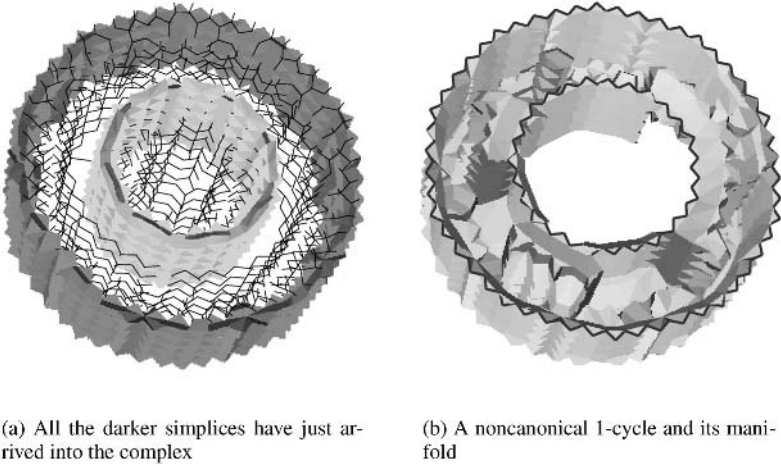 (a) All the darker simplices have just ar-
rived into the complex
(b) A noncanonical 1-cycle and its mani-
fold